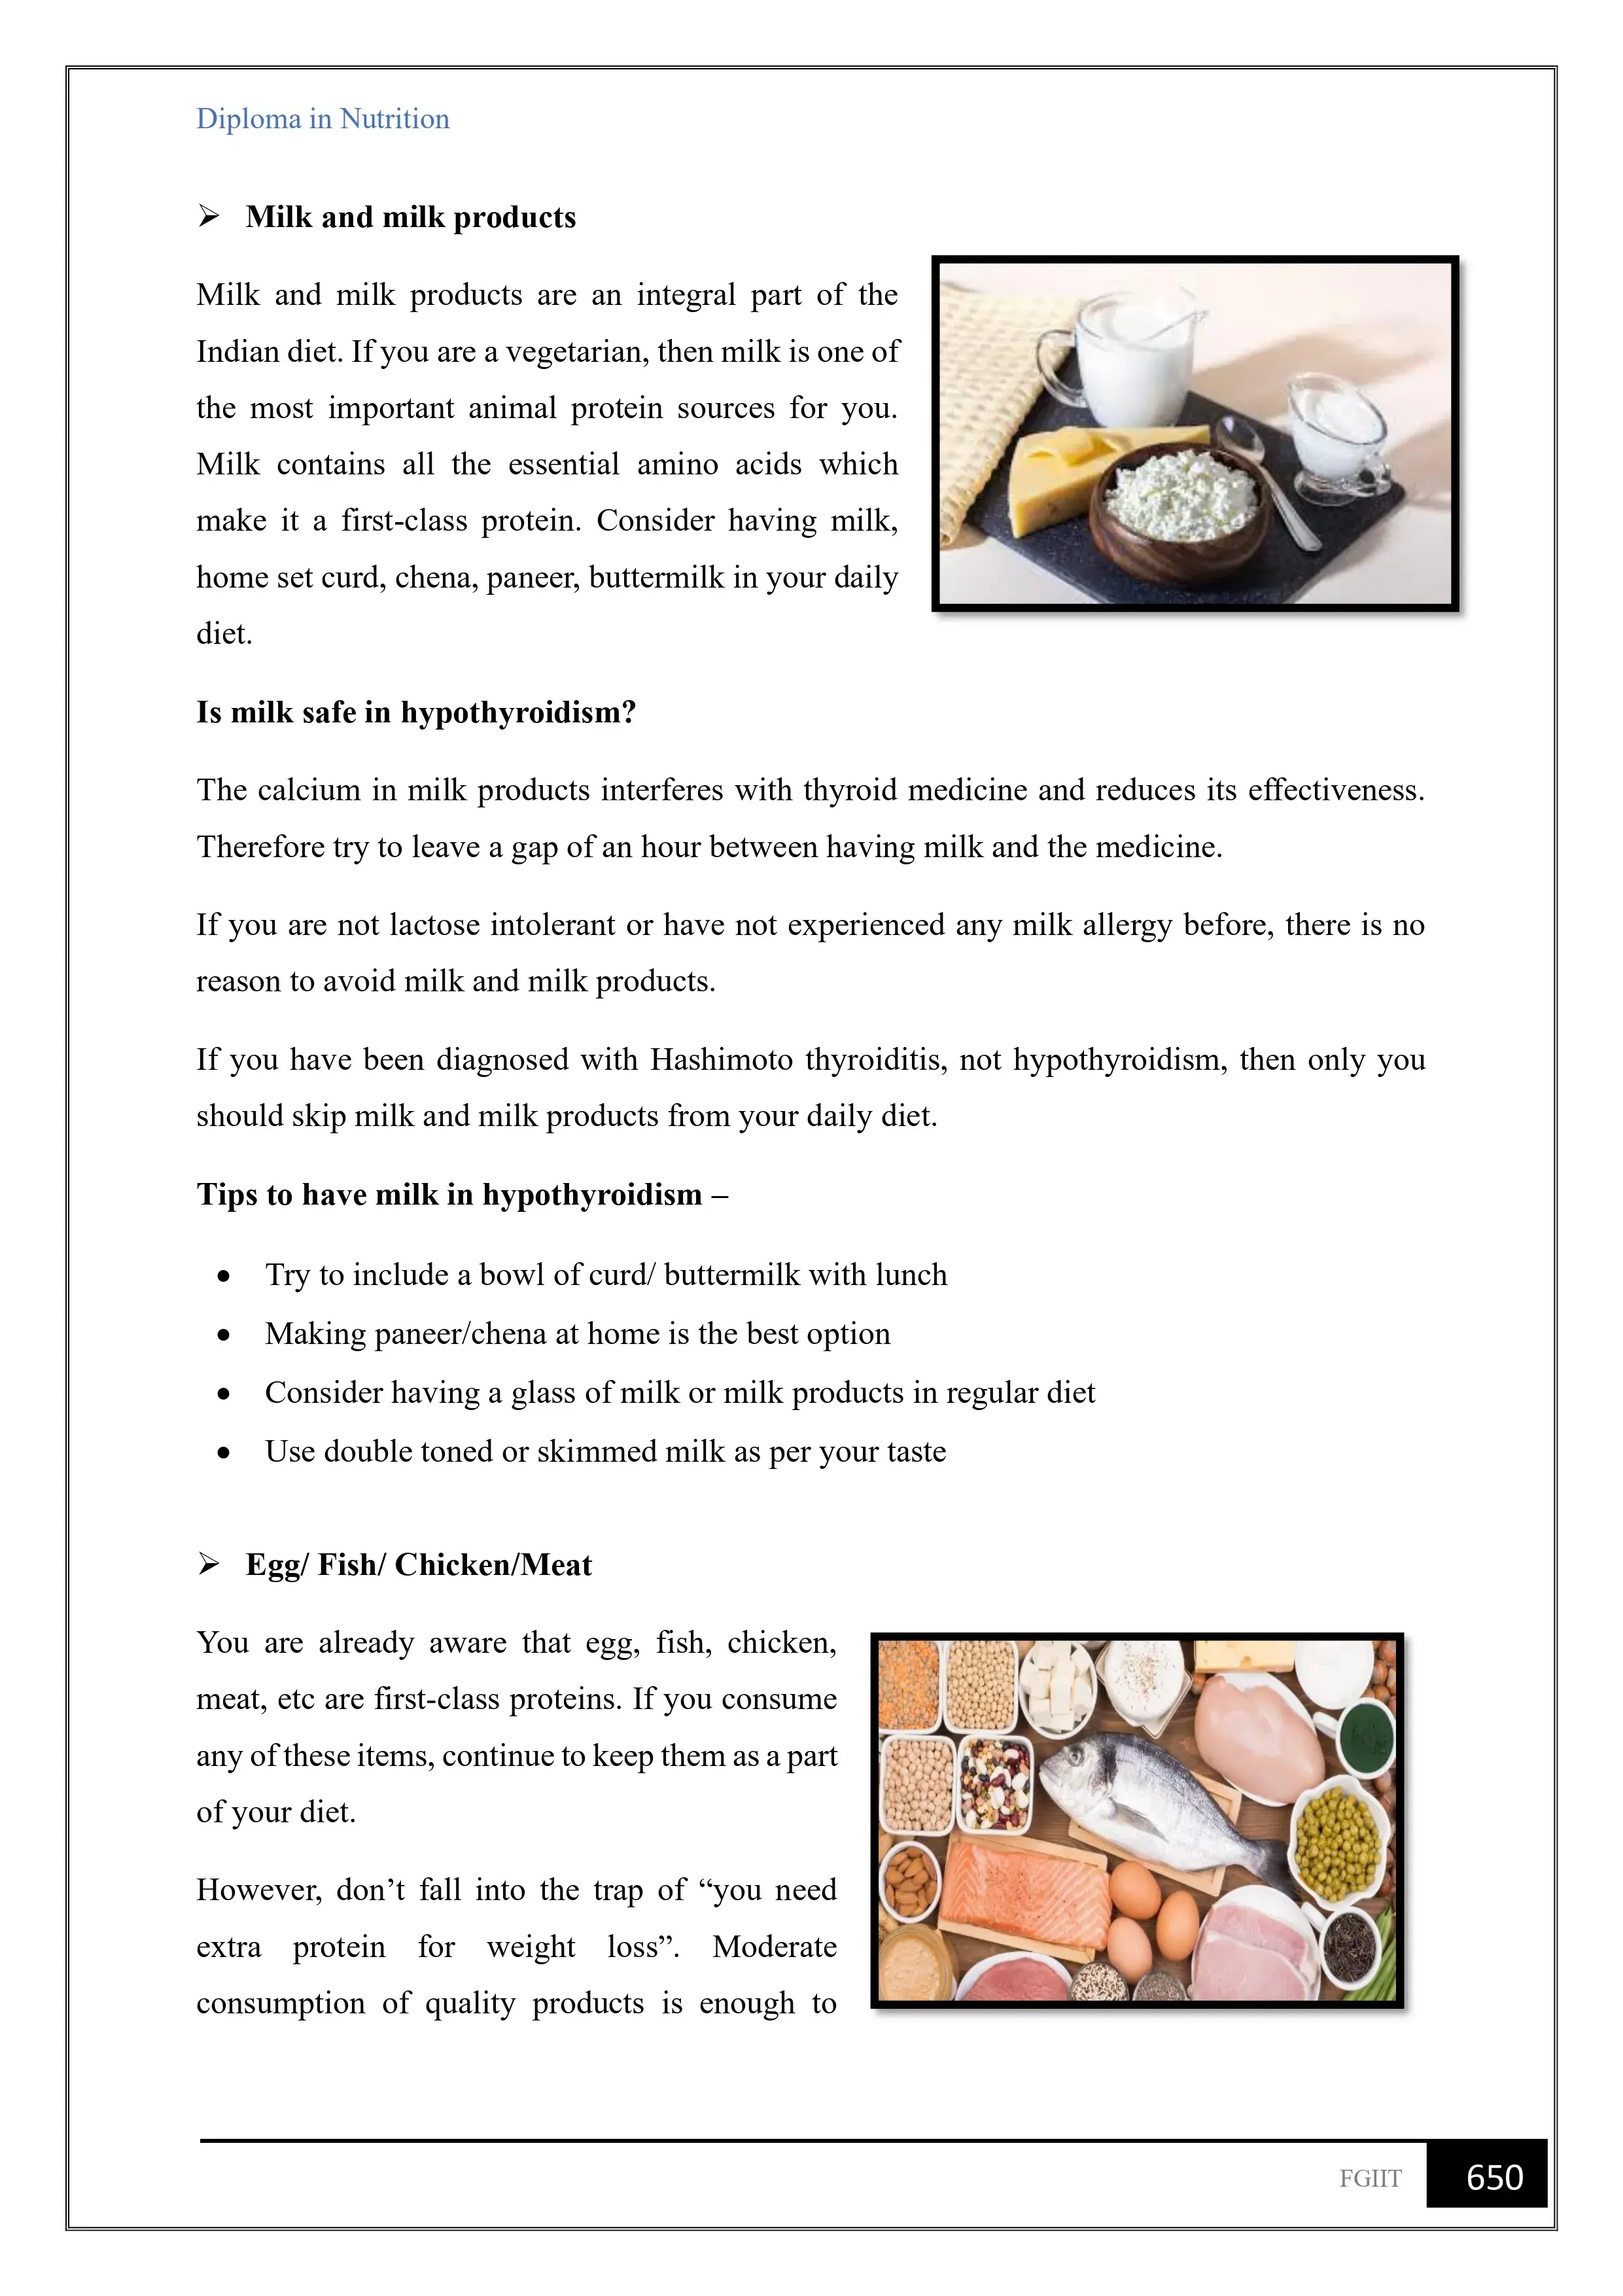 Diploma in Nutrition
➢ Milk and milk products
Milk and milk products are an integral part of the
Indian diet. If you are a vegetarian, then milk is one of
the most important animal protein sources for you.
Milk contains all the essential amino acids which
make it a first-class protein. Consider having milk,
home set curd, chena, paneer, buttermilk in your daily
diet.
Is milk safe in hypothyroidism?
The calcium in milk products interferes with thyroid medicine and reduces its effectiveness.
Therefore try to leave a gap of an hour between having milk and the medicine.
If you are not lactose intolerant or have not experienced any milk allergy before, there is no
reason to avoid milk and milk products.
If you have been diagnosed with Hashimoto thyroiditis, not hypothyroidism, then only you
should skip milk and milk products from your daily diet.
Tips to have milk in hypothyroidism –
• Try to include a bowl of curd/ buttermilk with lunch
• Making paneer/chena at home is the best option
• Consider having a glass of milk or milk products in regular diet
• Use double toned or skimmed milk as per your taste
➢ Egg/ Fish/ Chicken/Meat
You are already aware that egg, fish, chicken,
meat, etc are first-class proteins. If you consume
any of these items, continue to keep them as a part
of your diet.
However, don’t fall into the trap of “you need
extra protein for weight loss”. Moderate
consumption of quality products is enough to
FGIIT 650